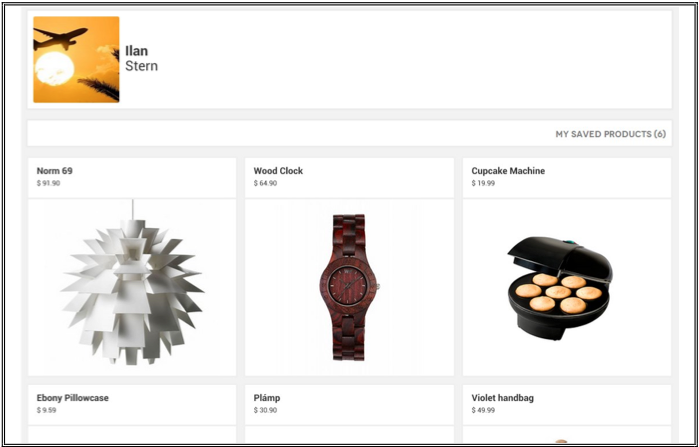 Ilan
Stern
MY SAVED PRODUCTS (6)
Norm 69
$ 91.90
Wood Clock
$ 64.90
Cupcake Machine
$ 19.99
Ebony Pillowcase
$ 9.59
Plámp
$ 30.90
Violet handbag
$ 49.99